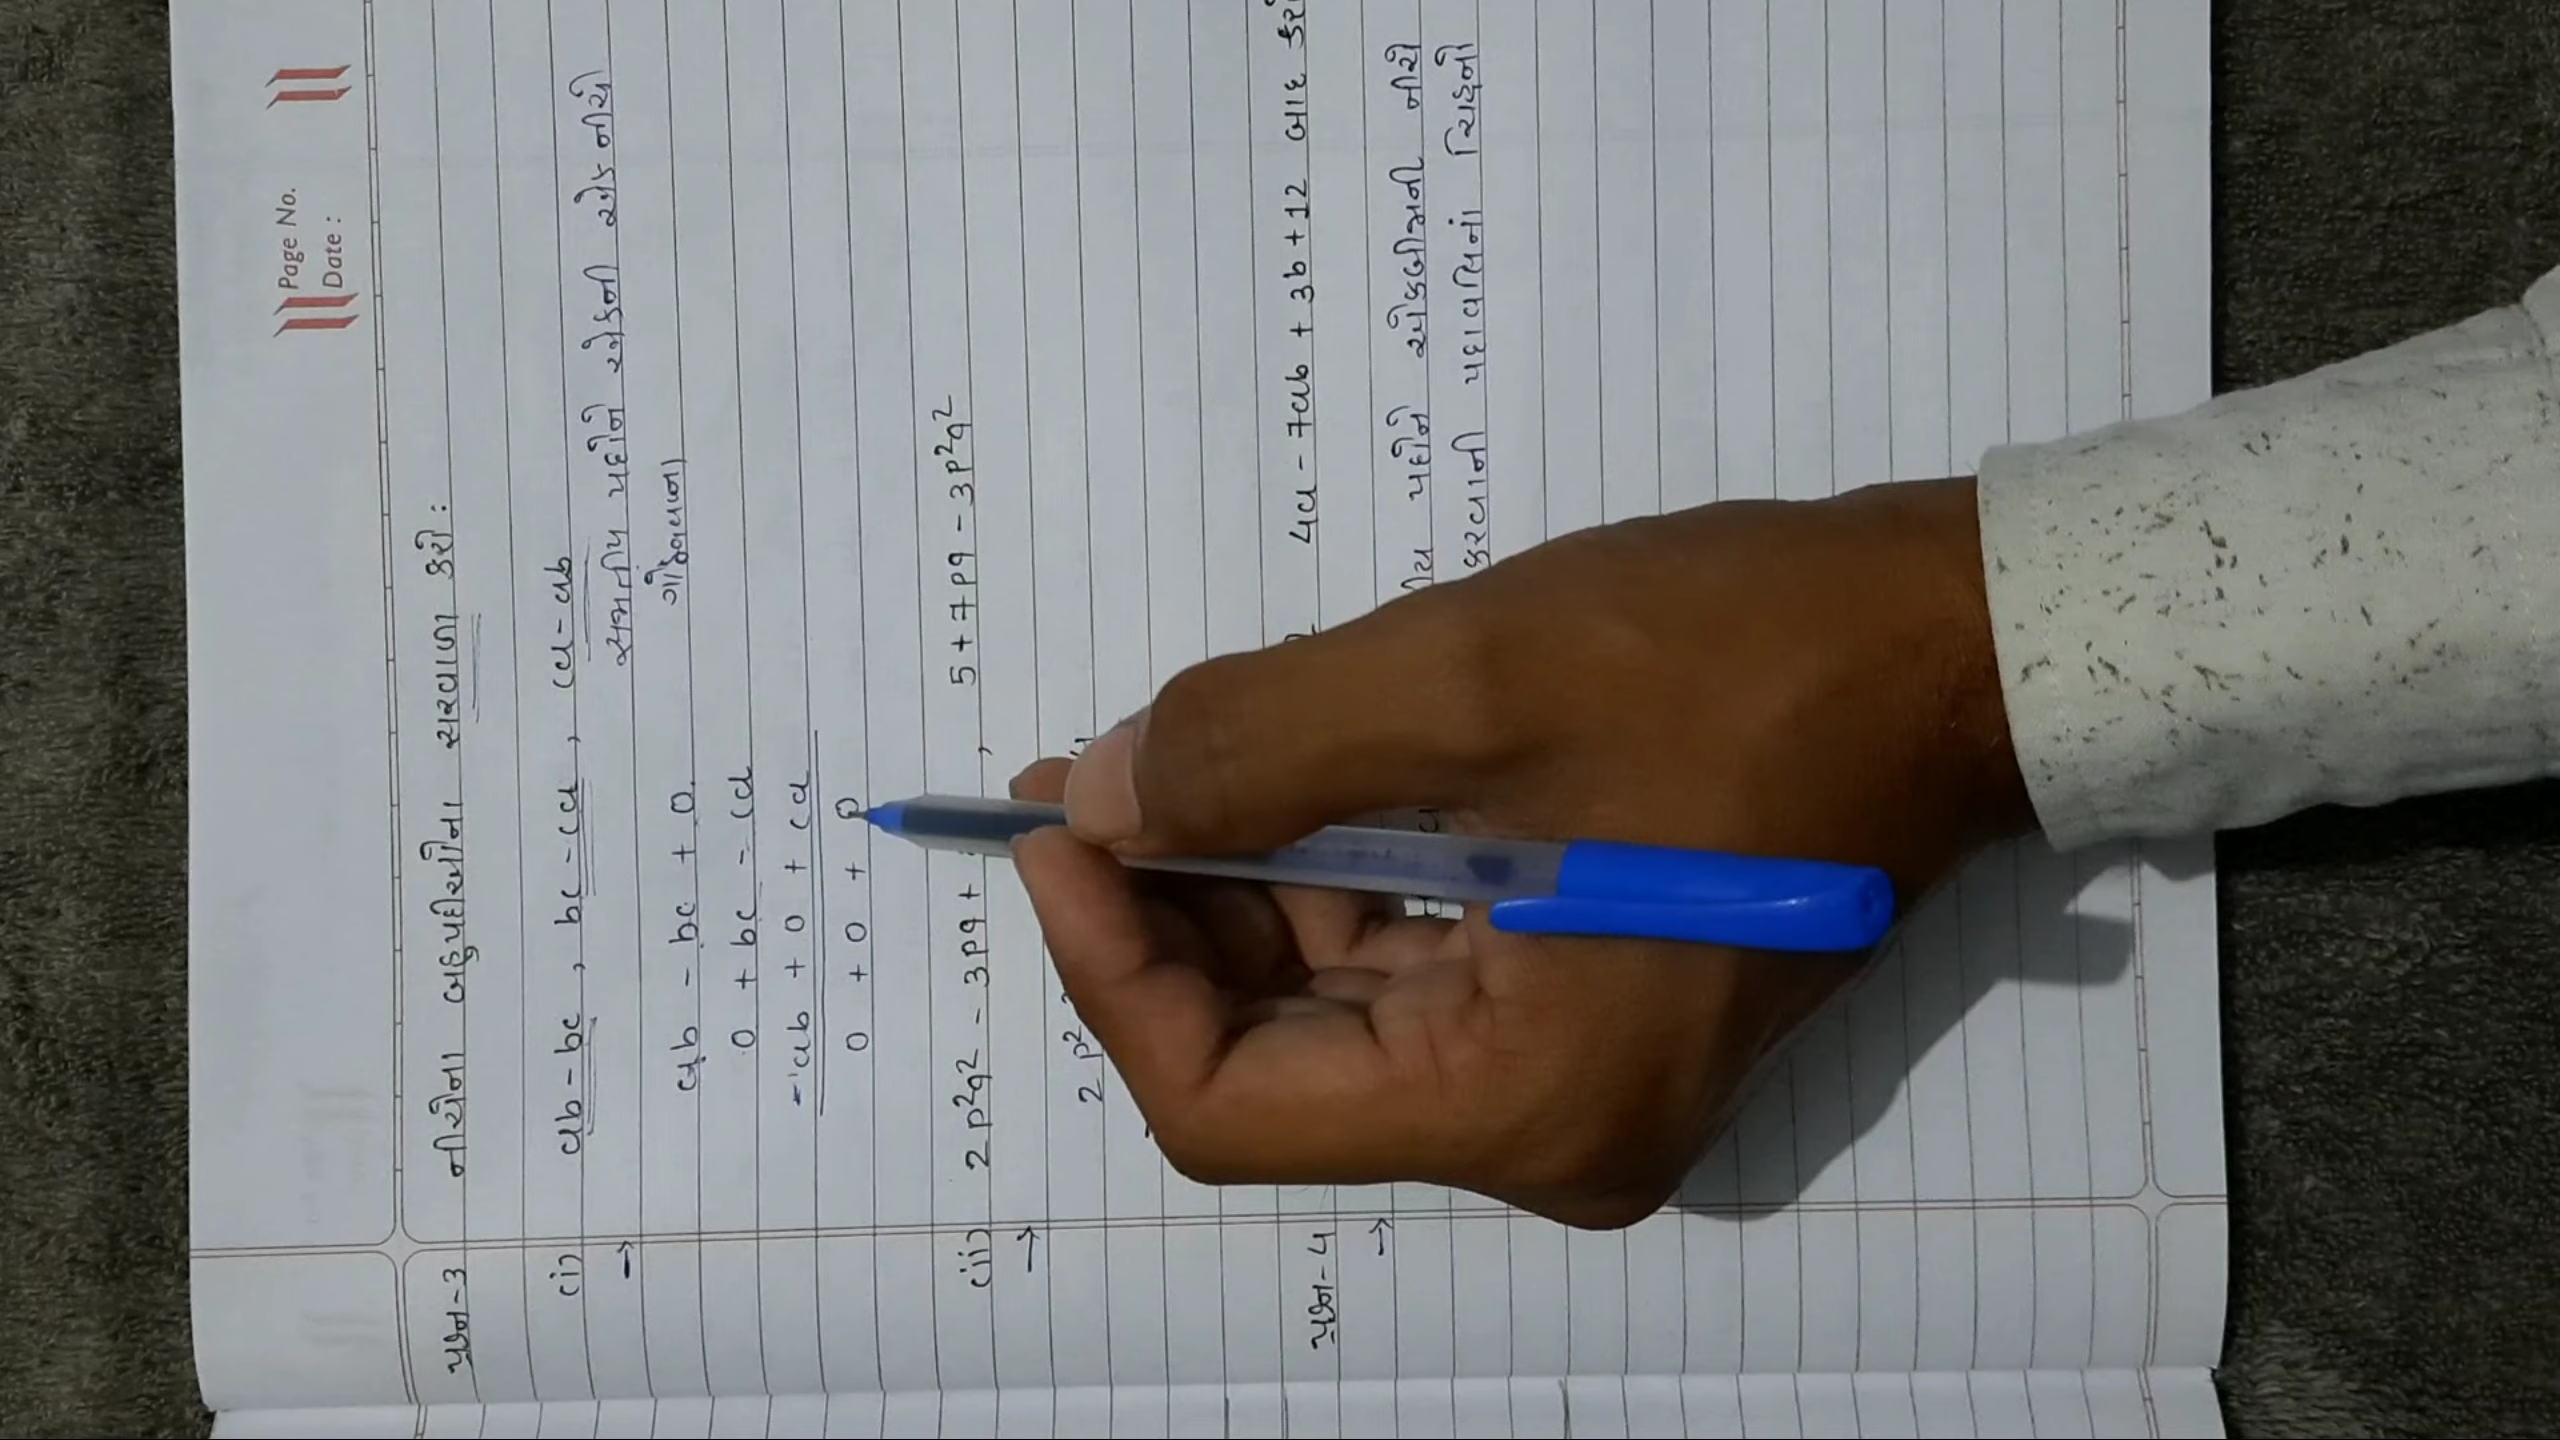 Page No.
Date :
પ્રશ્ન-3 નીચેના બહુપદીઓના સરવાળા કરો :
(i) ab - bc , bc - ca , ca - ab
→ સજાતીય પદોને એકની એક નીચે
ગોઠવવાના
ab - bc + 0
0 + bc - ca
-ab + 0 + ca
0 + 0 + 0
(ii) 2p²q² - 3pq + , 5 + 7pq - 3p²q²
→
2p²
પ્રશ્ન-4 4a - 7ab + 3b + 12 બાદ
→ પદોને એકબીજાની નીચે
કરવાની પદાવલિનાં ચિહ્નો